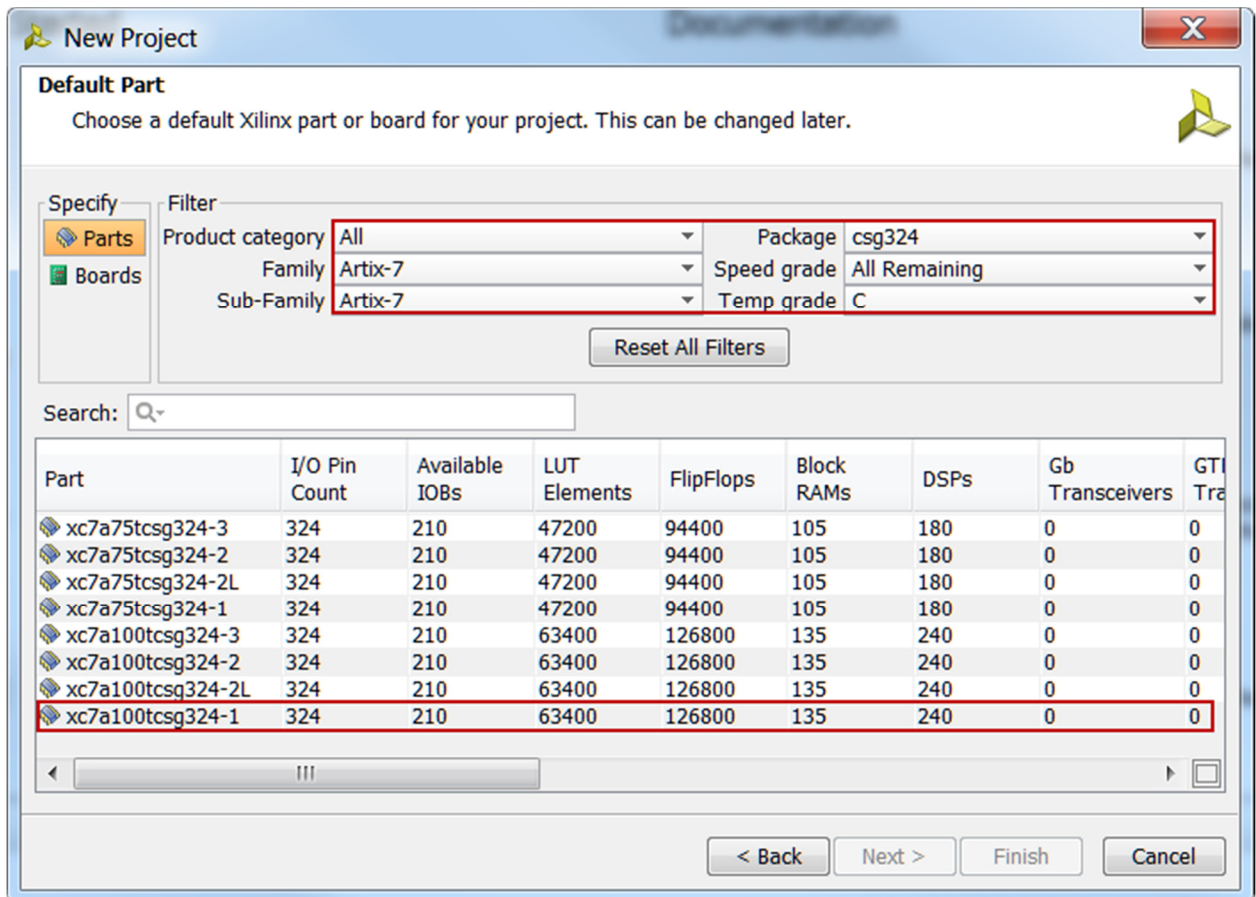 Documentation
New Project
Default Part
Choose a default Xilinx part or board for your project. This can be changed later.
Specify
Parts
Boards
Filter
Product category All Package csg324
Family Artix-7 Speed grade All Remaining
Sub-Family Artix-7 Temp grade C
Reset All Filters
Search:
Part I/O Pin Count Available IOBs LUT Elements FlipFlops Block RAMs DSPs Gb Transceivers
xc7a75tcsg324-3 324 210 47200 94400 105 180 0 0
xc7a75tcsg324-2 324 210 47200 94400 105 180 0 0
xc7a75tcsg324-2L 324 210 47200 94400 105 180 0 0
xc7a75tcsg324-1 324 210 47200 94400 105 180 0 0
xc7a100tcsg324-3 324 210 63400 126800 135 240 0 0
xc7a100tcsg324-2 324 210 63400 126800 135 240 0 0
xc7a100tcsg324-2L 324 210 63400 126800 135 240 0 0
xc7a100tcsg324-1 324 210 63400 126800 135 240 0 0
< Back Next > Finish Cancel